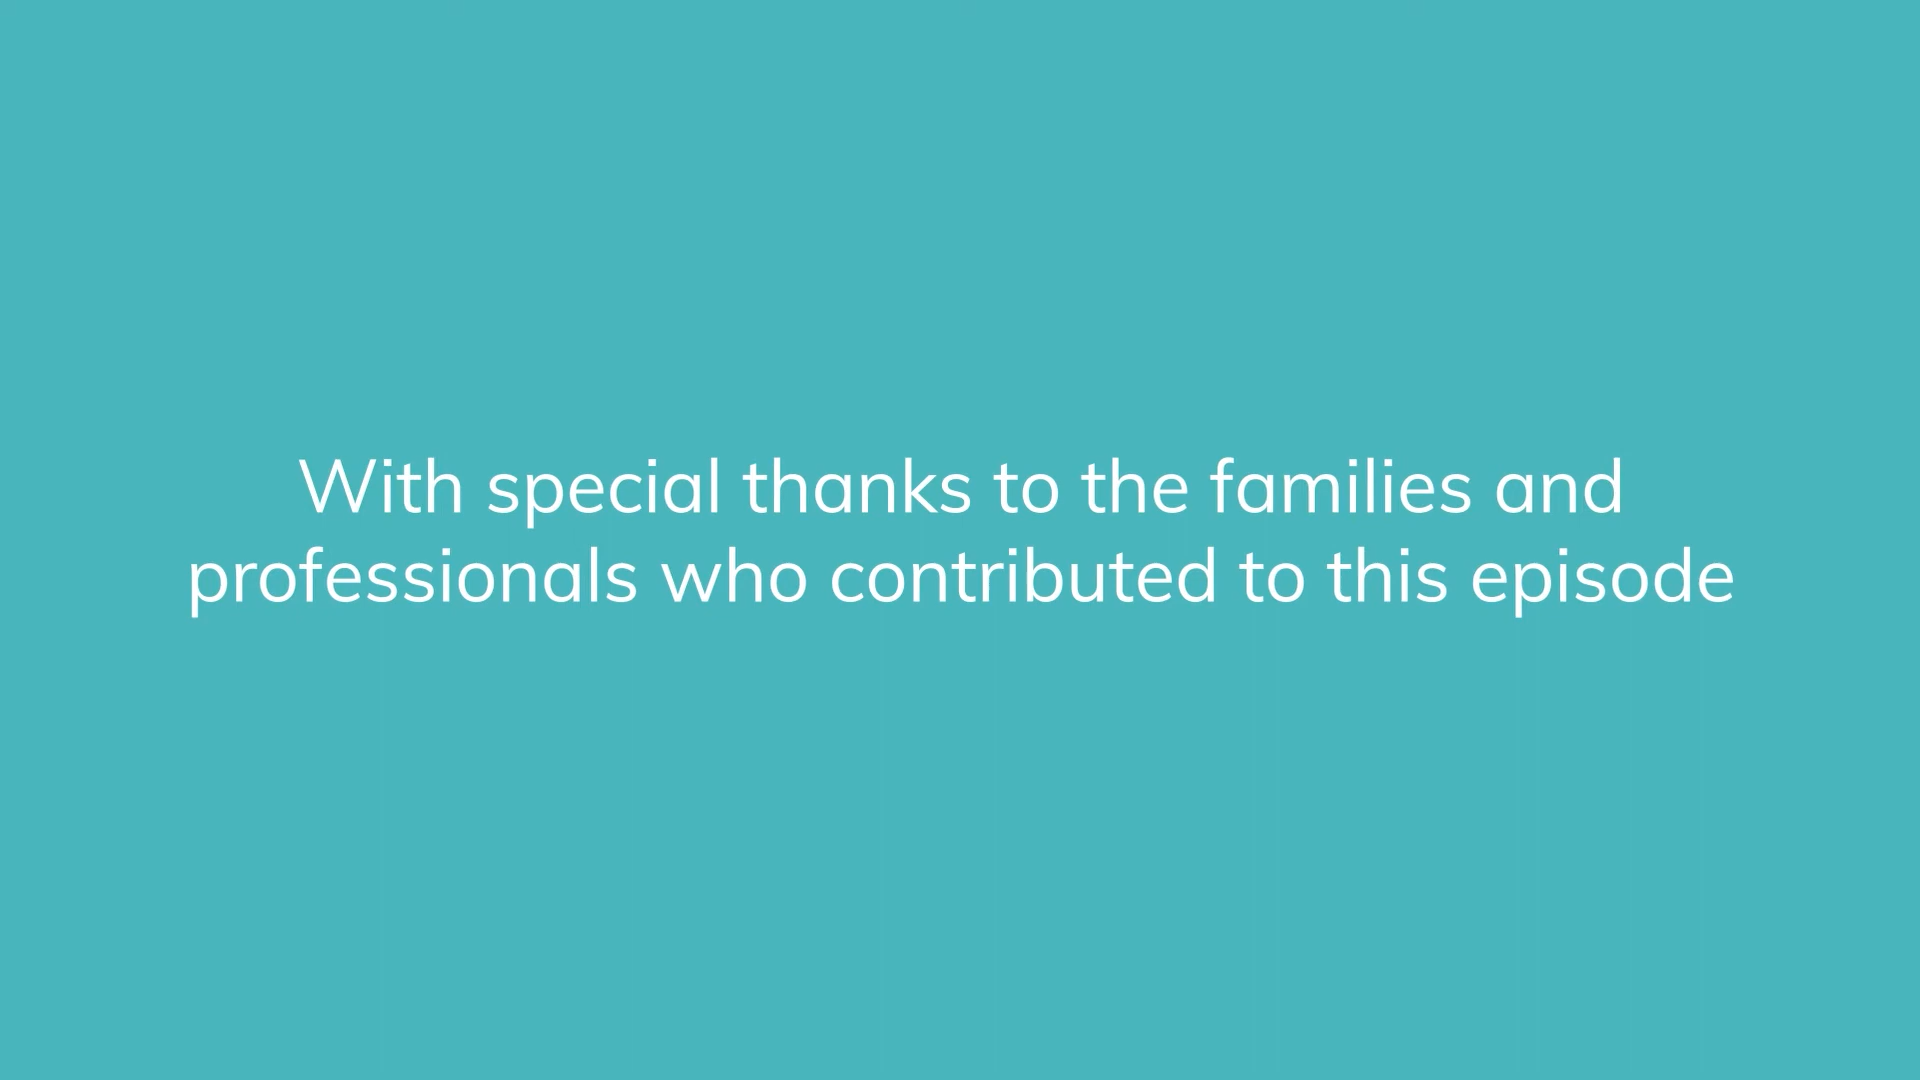 With special thanks to the families and
professionals who contributed to this episode